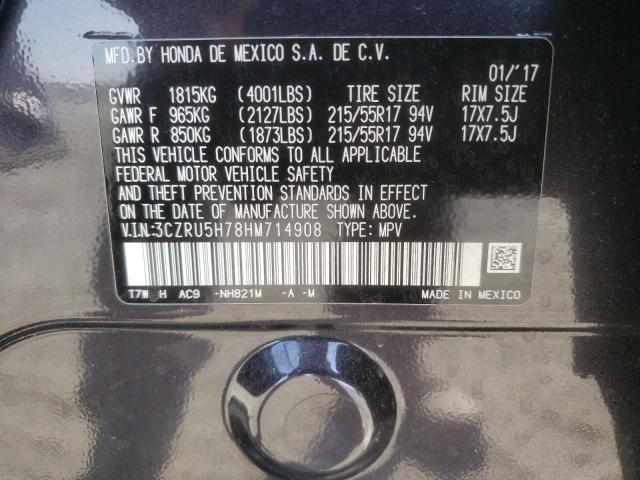 MFD.BY HONDA DE MEXICO S.A. DE C.V.
01/'17
GVWR 1815KG (4001LBS) TIRE SIZE RIM SIZE
GAWR F 965KG (2127LBS) 215/55R17 94V 17X7.5J
GAWR R 850KG (1873LBS) 215/55R17 94V 17X7.5J
THIS VEHICLE CONFORMS TO ALL APPLICABLE
FEDERAL MOTOR VEHICLE SAFETY
AND THEFT PREVENTION STANDARDS IN EFFECT
ON THE DATE OF MANUFACTURE SHOWN ABOVE.
V.I.N.:3CZRU5H78HM714908 TYPE: MPV
T7W H AC9 -NH821M -A -M MADE IN MEXICO